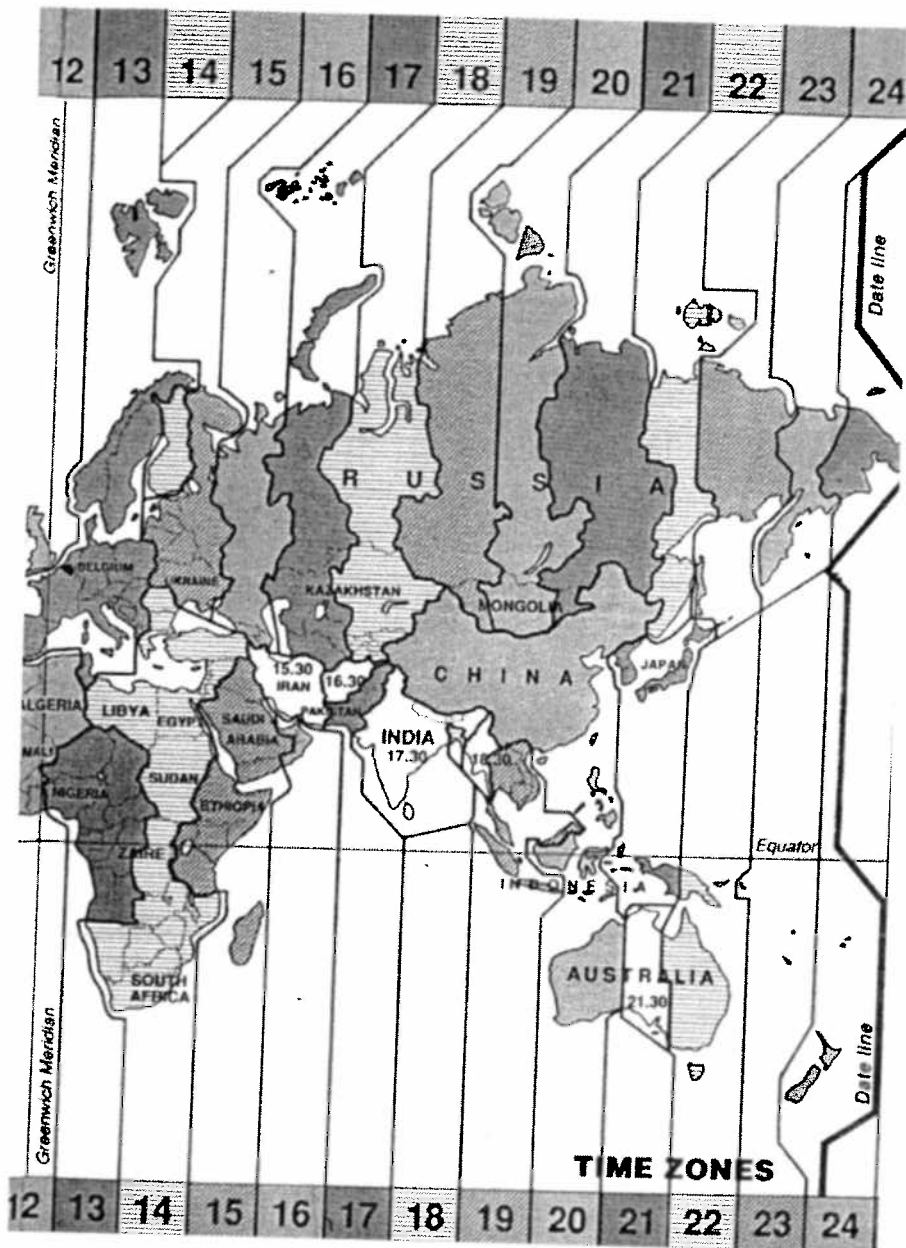 12 13 14 15 16 17 18 19 20 21 22 23 24
Greenwich Meridian
Date line
R U S S I A
BELGIUM
UKRAINE
KAZAKHSTAN
MONGOLIA
15.30
IRAN
16.30
CHINA
JAPAN
ALGERIA
LIBYA
EGYPT
SAUDI
ARABIA
PAKISTAN
INDIA
17.30
18.30
MALI
NIGERIA
SUDAN
ETHIOPIA
ZAIRE
Equator
INDONESIA
SOUTH
AFRICA
AUSTRALIA
21.30
Greenwich Meridian
Date line
TIME ZONES
12 13 14 15 16 17 18 19 20 21 22 23 24